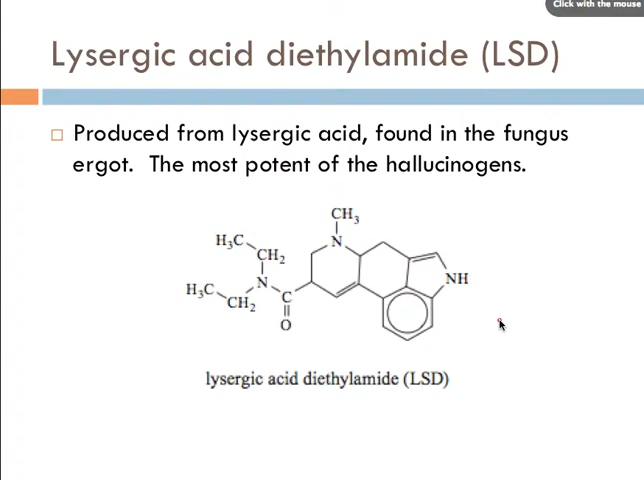 Click with the mouse
Lysergic acid diethylamide (LSD)
Produced from lysergic acid, found in the fungus
ergot. The most potent of the hallucinogens.
CH3
H3C
CH2
N
N
NH
H3C
CH2
C
O
lysergic acid diethylamide (LSD)